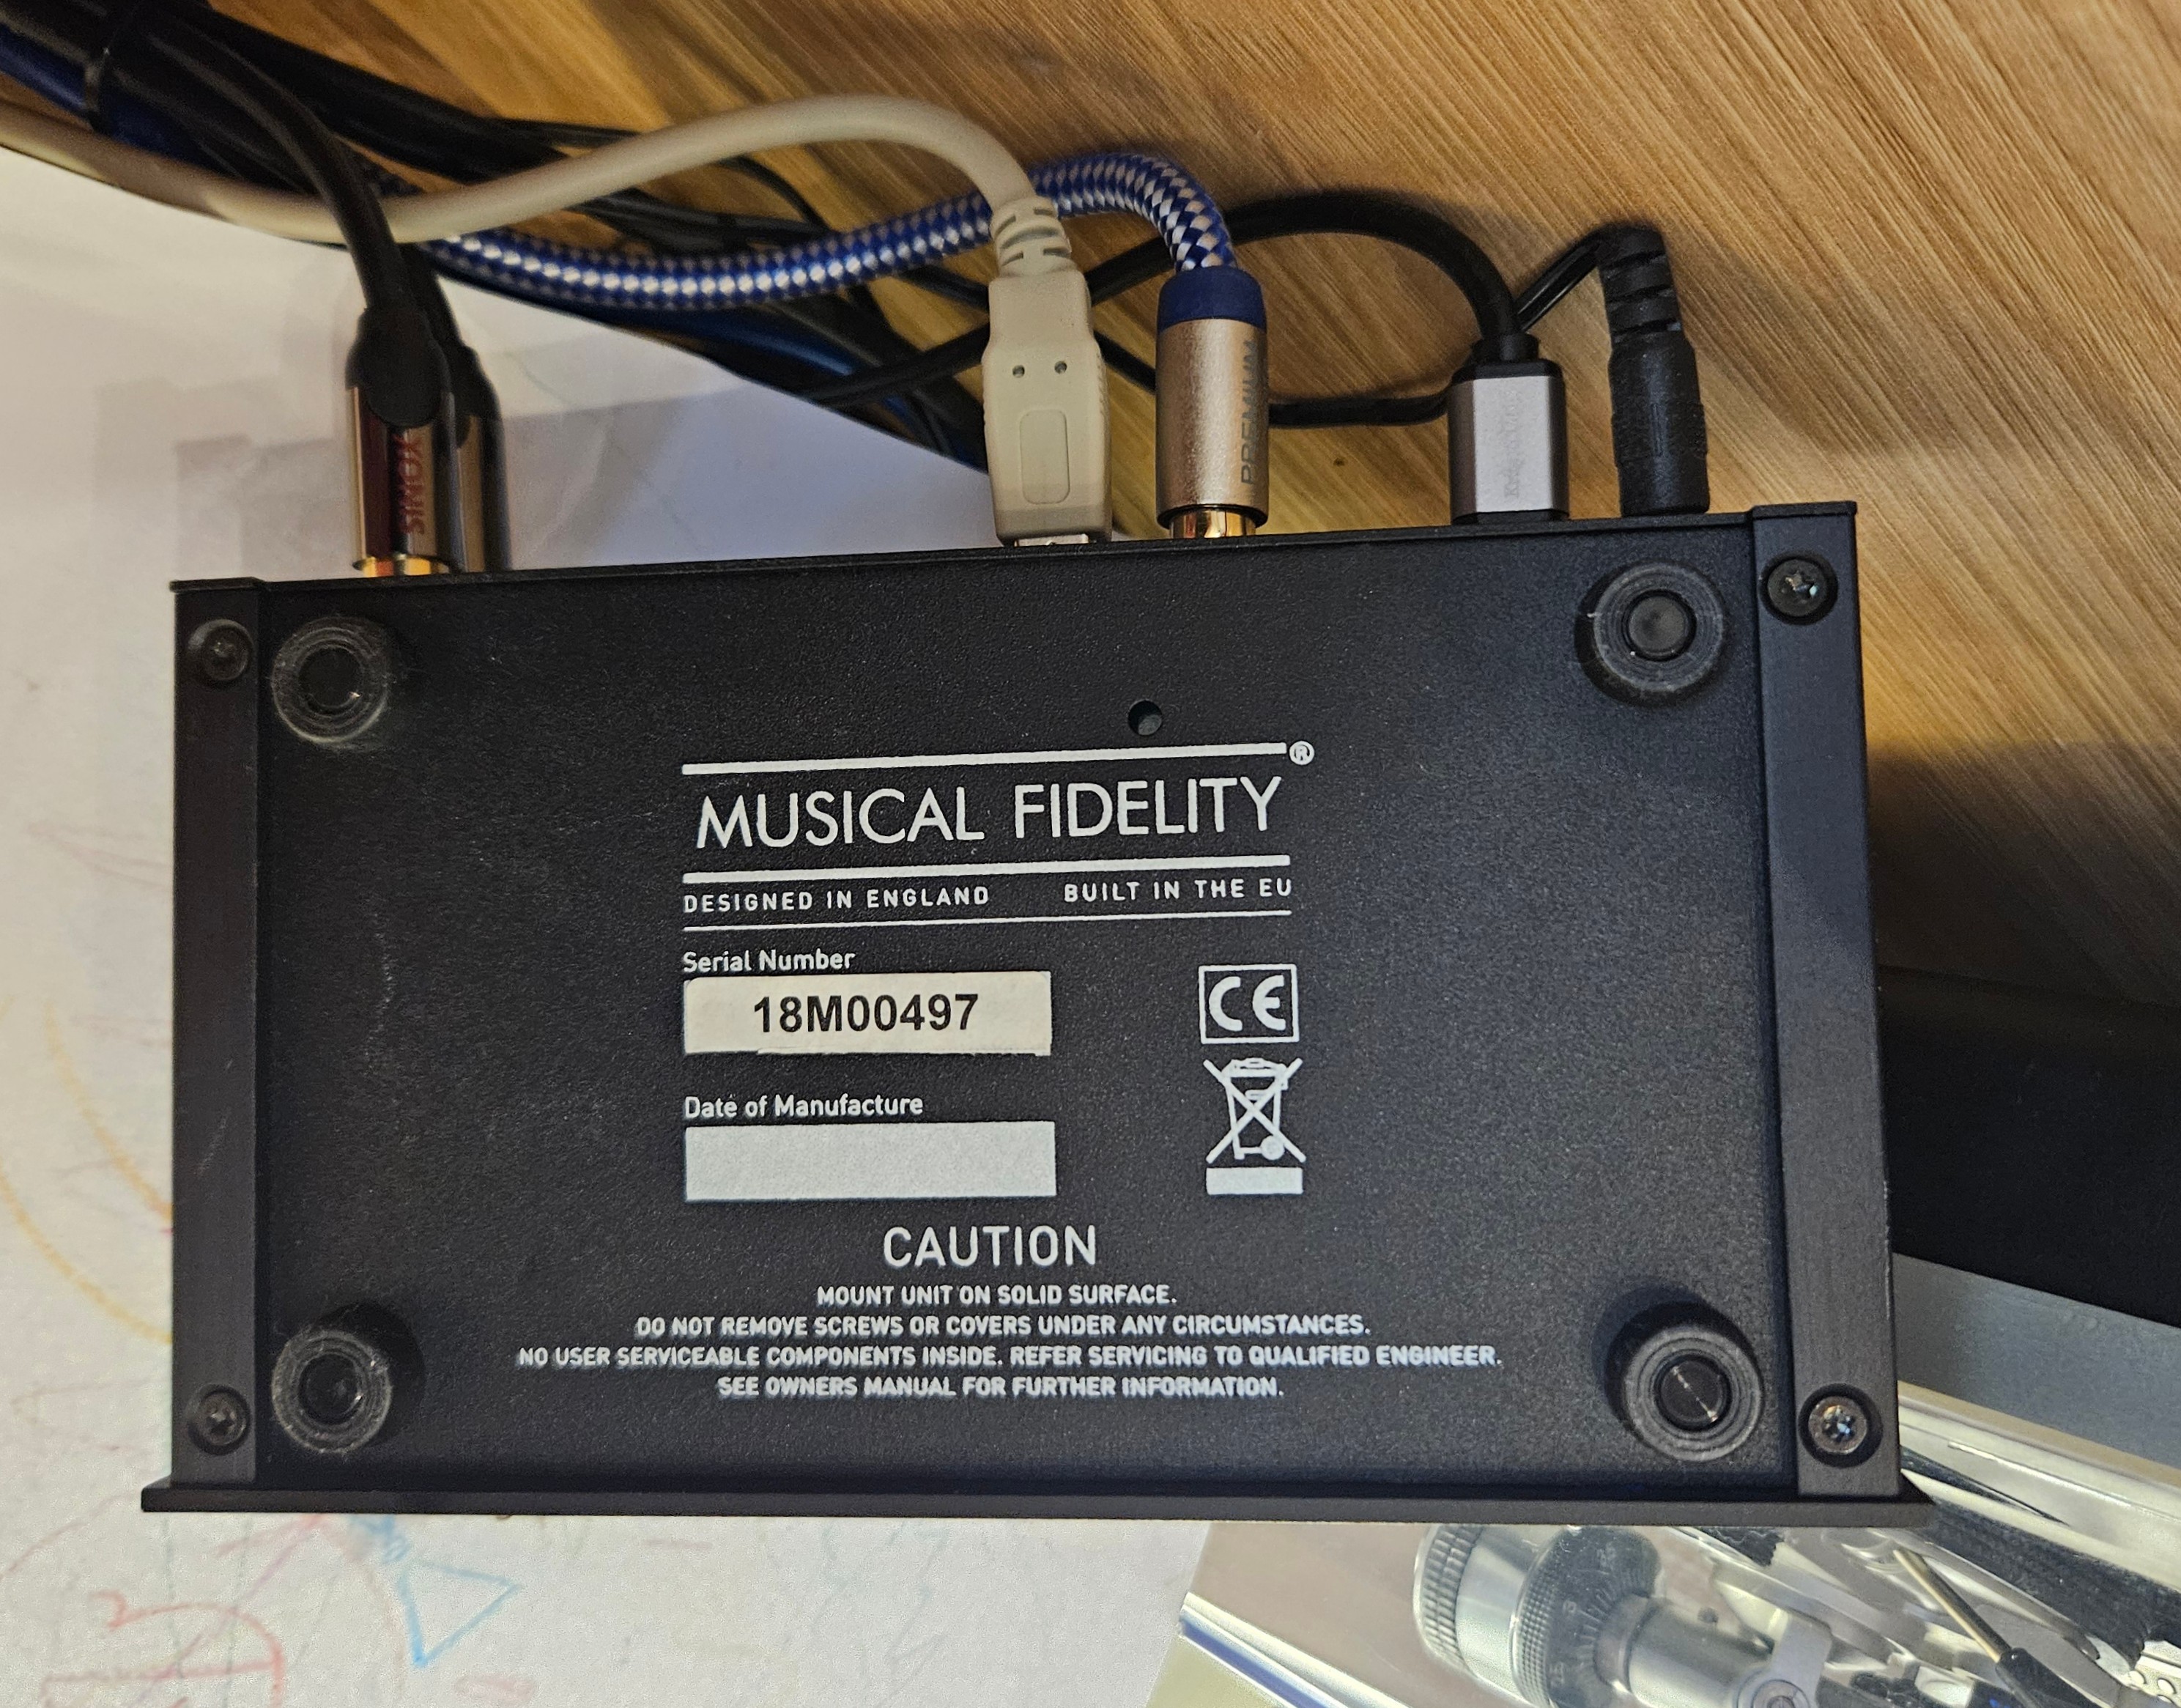 SINOX
PREMIUM
MUSICAL FIDELITY®
DESIGNED IN ENGLAND BUILT IN THE EU
Serial Number
18M00497
CE
Date of Manufacture
CAUTION
MOUNT UNIT ON SOLID SURFACE.
DO NOT REMOVE SCREWS OR COVERS UNDER ANY CIRCUMSTANCES.
NO USER SERVICEABLE COMPONENTS INSIDE. REFER SERVICING TO QUALIFIED ENGINEER.
SEE OWNERS MANUAL FOR FURTHER INFORMATION.